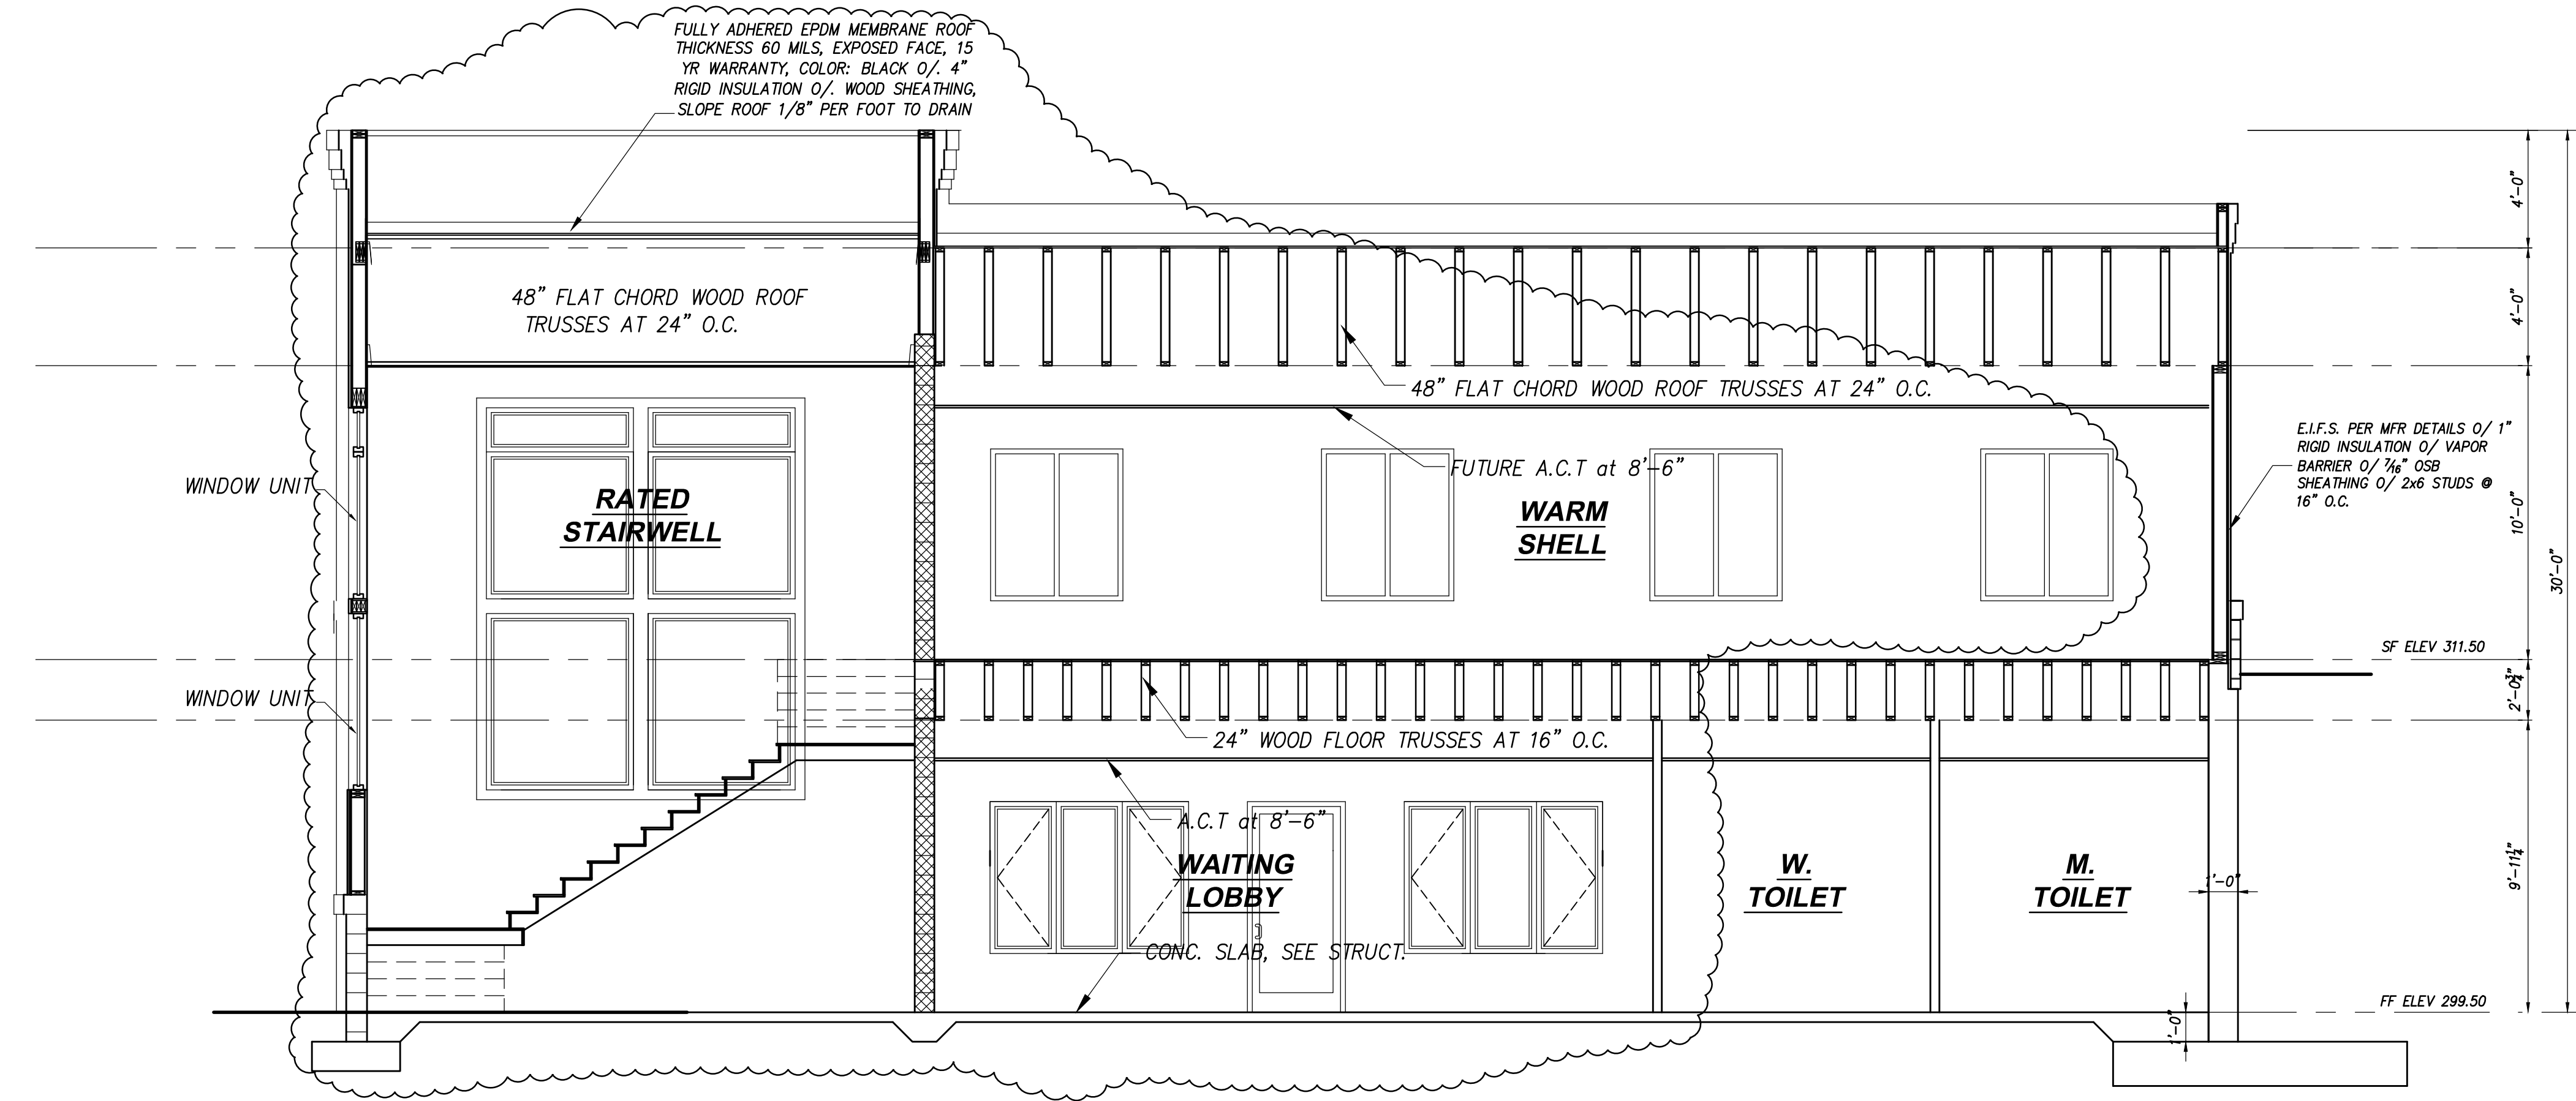 FULLY ADHERED EPDM MEMBRANE ROOF
THICKNESS 60 MILS, EXPOSED FACE, 15
YR WARRANTY, COLOR: BLACK O/. 4"
RIGID INSULATION O/. WOOD SHEATHING,
SLOPE ROOF 1/8" PER FOOT TO DRAIN
4'-0"
48" FLAT CHORD WOOD ROOF
TRUSSES AT 24" O.C.
4'-0"
48" FLAT CHORD WOOD ROOF TRUSSES AT 24" O.C.
E.I.F.S. PER MFR DETAILS O/ 1"
RIGID INSULATION O/ VAPOR
BARRIER O/ 7/16" OSB
SHEATHING O/ 2x6 STUDS @
16" O.C.
FUTURE A.C.T at 8'-6"
WINDOW UNIT
RATED
STAIRWELL
WARM
SHELL
10'-0"
30'-0"
SF ELEV 311.50
WINDOW UNIT
2'-0 3/4"
24" WOOD FLOOR TRUSSES AT 16" O.C.
A.C.T at 8'-6"
WAITING
LOBBY
W.
TOILET
M.
TOILET
1'-0"
9'-11 1/4"
CONC. SLAB, SEE STRUCT.
FF ELEV 299.50
1'-0"